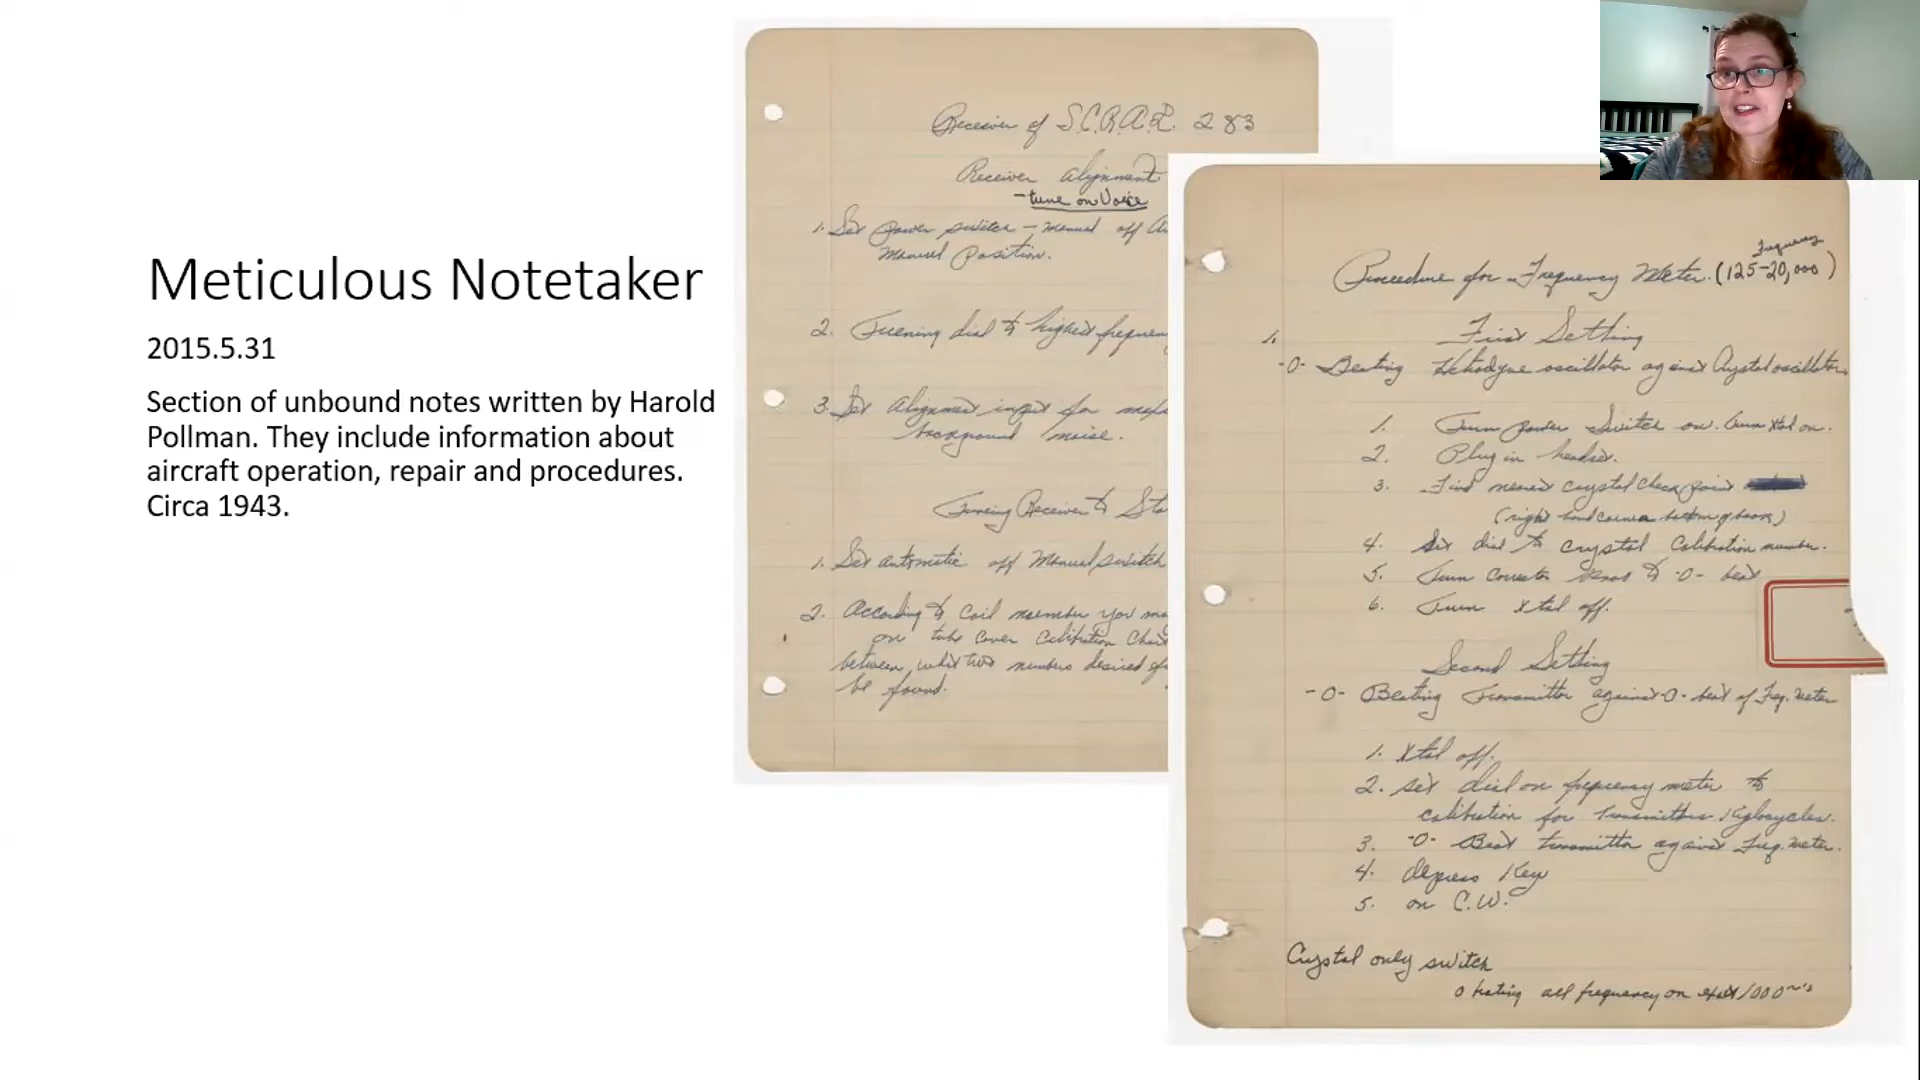 Meticulous Notetaker
2015.5.31
Section of unbound notes written by Harold
Pollman. They include information about
aircraft operation, repair and procedures.
Circa 1943.
Receiver of S.C.R.A.R. 283
Receiver Alignment
-tune on Voice
1. Set power switch - manual off
Manual Position.
2. dial to highest
3. Set Alignment input for
background noise.
Receiver to
1. Set automatic off Manual switch
2. According to Coil number you
on tube cover Calibration
between, what two numbers desired
be found.
Procedure for Frequency Meter. (125-20,000)
Frequency
1. First Setting
-0- Beating Hetrodyne oscillator against Crystal oscillator
1. Turn power Switch on. Turn Xtal on.
2. Plug in headset.
3. Find nearest crystal check point
(right hand corner bottom of book)
4. Set dial to crystal Calibration number.
5. Turn Corrector to -0- beat
6. Turn Xtal off.
Second Setting
-0- Beating Transmitter against -0- beat of Freq. Meter
1. Xtal off.
2. Set dial on frequency meter to
calibration for Transmitters
3. -0- Beat transmitter against Freq. Meter.
4. depress Key
5. on C.W.
Crystal only switch
0 beating all frequency on